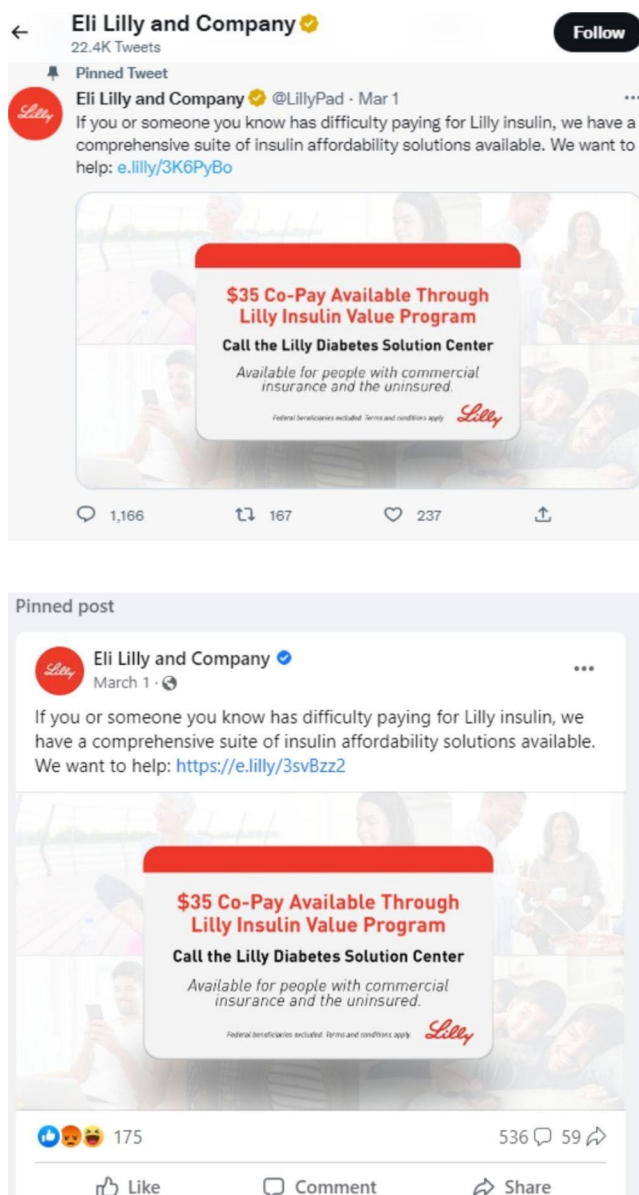 Eli Lilly and Company
22.4K Tweets
Follow
Pinned Tweet
Eli Lilly and Company @LillyPad · Mar 1
If you or someone you know has difficulty paying for Lilly insulin, we have a
comprehensive suite of insulin affordability solutions available. We want to
help: e.lilly/3K6PyBo
Lilly
$35 Co-Pay Available Through
Lilly Insulin Value Program
Call the Lilly Diabetes Solution Center
Available for people with commercial
insurance and the uninsured.
Federal beneficiaries excluded. Terms and conditions apply.
Lilly
1,166 167 237
Pinned post
Lilly
Eli Lilly and Company
March 1 ·
If you or someone you know has difficulty paying for Lilly insulin, we
have a comprehensive suite of insulin affordability solutions available.
We want to help: https://e.lilly/3svBzz2
$35 Co-Pay Available Through
Lilly Insulin Value Program
Call the Lilly Diabetes Solution Center
Available for people with commercial
insurance and the uninsured.
Federal beneficiaries excluded. Terms and conditions apply.
Lilly
175 536 59
Like Comment Share